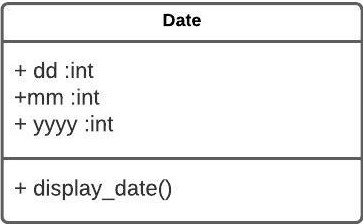 Date
+ dd :int
+mm :int
+ yyyy :int
+ display_date()